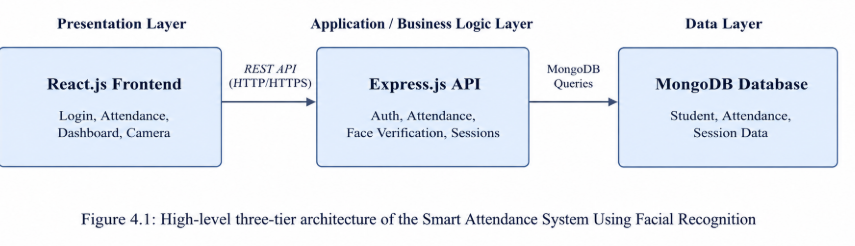 Presentation Layer
Application / Business Logic Layer
Data Layer
React.js Frontend
Login, Attendance,
Dashboard, Camera
REST API
(HTTP/HTTPS)
Express.js API
Auth, Attendance,
Face Verification, Sessions
MongoDB
Queries
MongoDB Database
Student, Attendance,
Session Data
Figure 4.1: High-level three-tier architecture of the Smart Attendance System Using Facial Recognition